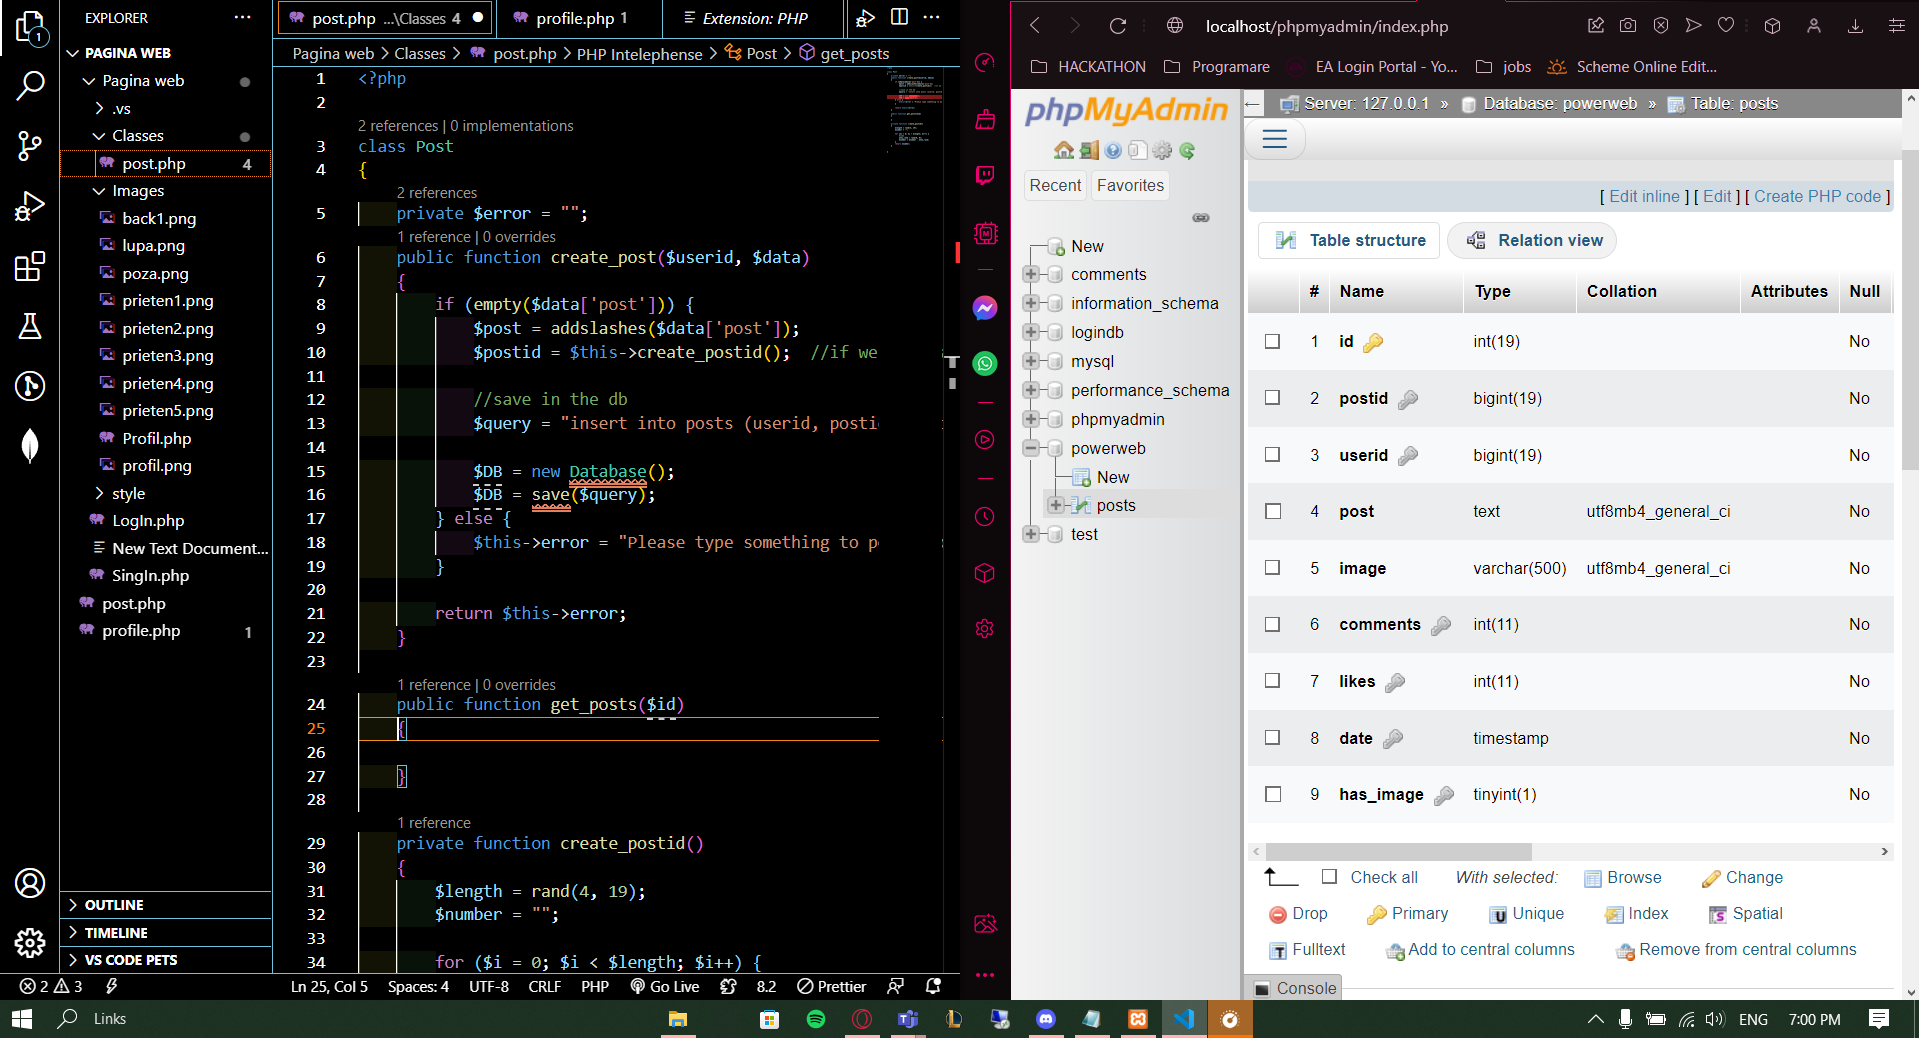 EXPLORER
PAGINA WEB
Pagina web
.vs
Classes
post.php 4
Images
back1.png
lupa.png
poza.png
prieten1.png
prieten2.png
prieten3.png
prieten4.png
prieten5.png
Profil.php
profil.png
style
LogIn.php
New Text Document...
SingIn.php
post.php
profile.php 1
OUTLINE
TIMELINE
VS CODE PETS
1
post.php ...\Classes 4
profile.php 1
Extension: PHP
Pagina web > Classes > post.php > PHP Intelephense > Post > get_posts
1 <?php
2
2 references | 0 implementations
3 class Post
4 {
2 references
5 private $error = "";
1 reference | 0 overrides
6 public function create_post($userid, $data)
7 {
8 if (empty($data['post'])) {
9 $post = addslashes($data['post']);
10 $postid = $this->create_postid(); //if we
11
12 //save in the db
13 $query = "insert into posts (userid, postic
14
15 $DB = new Database();
16 $DB = save($query);
17 } else {
18 $this->error = "Please type something to p
19 }
20
21 return $this->error;
22 }
23
1 reference | 0 overrides
24 public function get_posts($id)
25 {
26
27 }
28
1 reference
29 private function create_postid()
30 {
31 $length = rand(4, 19);
32 $number = "";
33
34 for ($i = 0; $i < $length; $i++) {
2 3 Ln 25, Col 5 Spaces: 4 UTF-8 CRLF PHP Go Live 8.2 Prettier
localhost/phpmyadmin/index.php
HACKATHON Programare EA Login Portal - Yo... jobs Scheme Online Edit...
phpMyAdmin
Recent Favorites
New
comments
information_schema
logindb
mysql
performance_schema
phpmyadmin
powerweb
New
posts
test
Server: 127.0.0.1 » Database: powerweb » Table: posts
[ Edit inline ] [ Edit ] [ Create PHP code ]
Table structure Relation view
# Name Type Collation Attributes Null
1 id int(19) No
2 postid bigint(19) No
3 userid bigint(19) No
4 post text utf8mb4_general_ci No
5 image varchar(500) utf8mb4_general_ci No
6 comments int(11) No
7 likes int(11) No
8 date timestamp No
9 has_image tinyint(1) No
Check all With selected: Browse Change
Drop Primary Unique Index Spatial
Fulltext Add to central columns Remove from central columns
Console
Links
ENG 7:00 PM